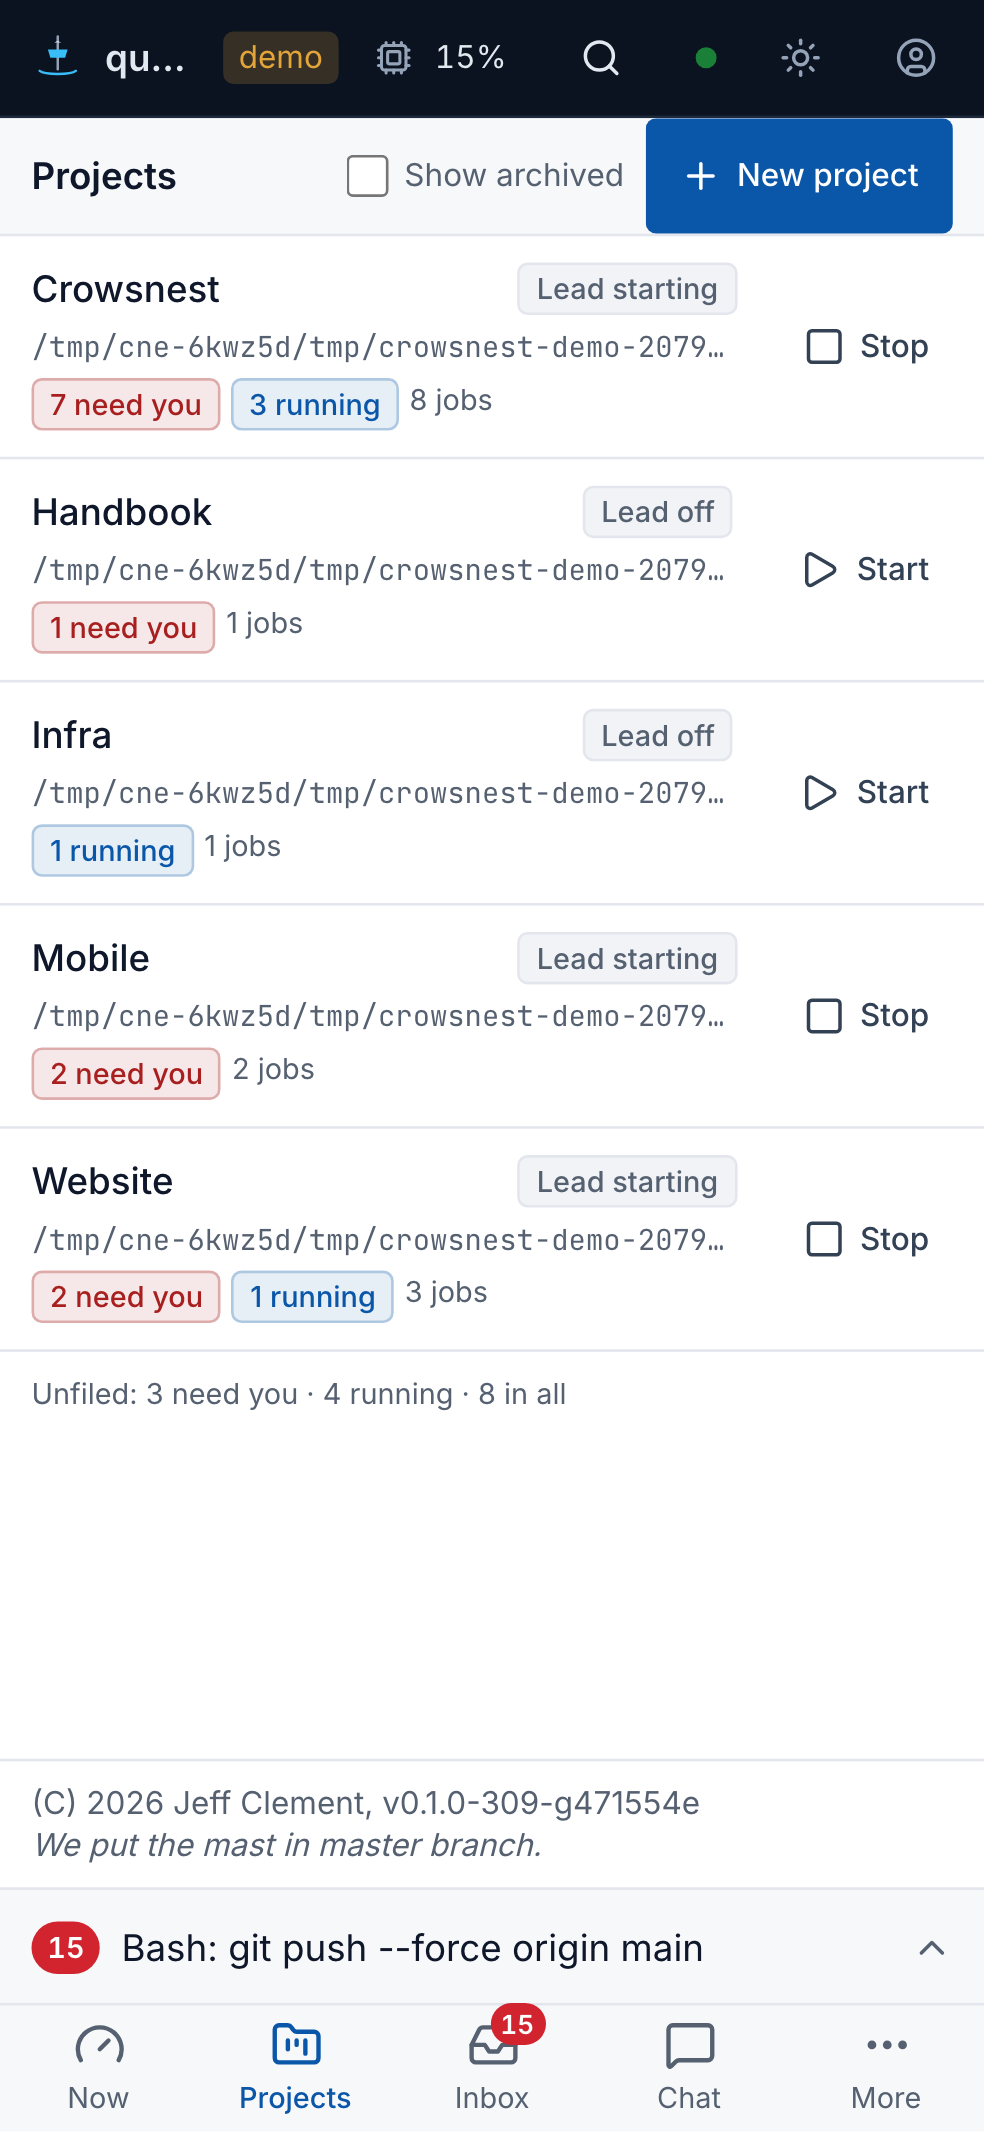 qu... demo 15%
Projects Show archived + New project
Crowsnest Lead starting
/tmp/cne-6kwz5d/tmp/crowsnest-demo-2079… Stop
7 need you 3 running 8 jobs
Handbook Lead off
/tmp/cne-6kwz5d/tmp/crowsnest-demo-2079… Start
1 need you 1 jobs
Infra Lead off
/tmp/cne-6kwz5d/tmp/crowsnest-demo-2079… Start
1 running 1 jobs
Mobile Lead starting
/tmp/cne-6kwz5d/tmp/crowsnest-demo-2079… Stop
2 need you 2 jobs
Website Lead starting
/tmp/cne-6kwz5d/tmp/crowsnest-demo-2079… Stop
2 need you 1 running 3 jobs
Unfiled: 3 need you · 4 running · 8 in all
(C) 2026 Jeff Clement, v0.1.0-309-g471554e
We put the mast in master branch.
15 Bash: git push --force origin main
15
Now Projects Inbox Chat More